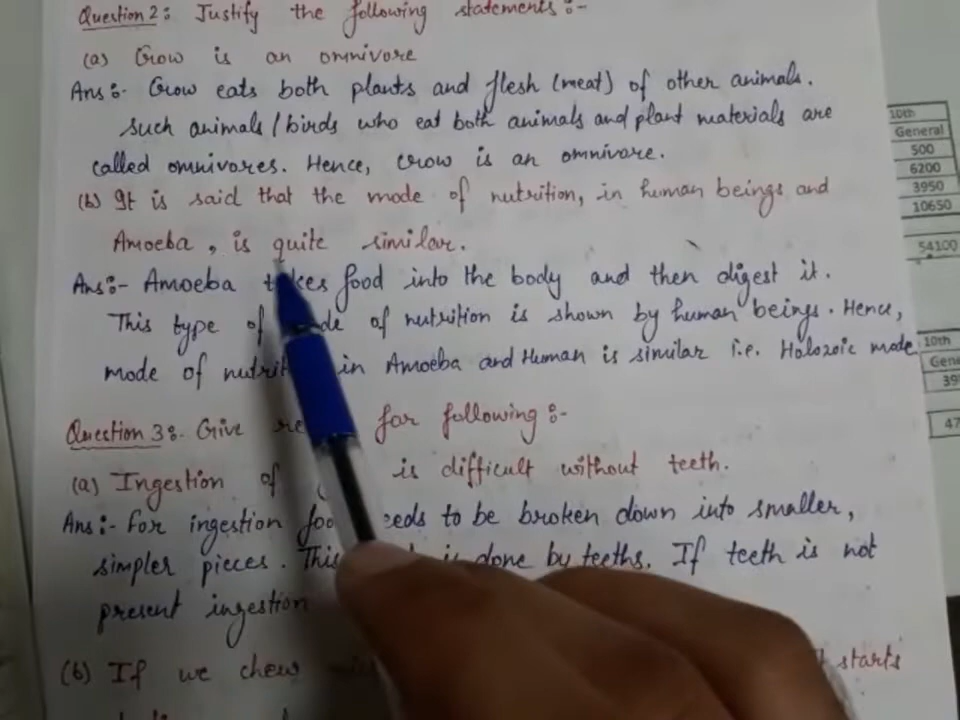 Question 2: Justify the following statements :-
(a) Crow is an omnivore
Ans :- Crow eats both plants and flesh (meat) of other animals.
such animals / birds who eat both animals and plant materials are
called omnivores. Hence, crow is an omnivore.
(b) It is said that the mode of nutrition, in human beings and
Amoeba, is quite similar.
Ans :- Amoeba takes food into the body and then digest it.
This type of mode of nutrition is shown by human beings. Hence,
mode of nutrition in Amoeba and Human is similar i.e. Holozoic mode.
Question 3 :- Give for following :-
(a) Ingestion of is difficult without teeth.
Ans :- For ingestion food needs to be broken down into smaller,
simpler pieces. This is done by teeths. If teeth is not
present ingestion
(b) If we chew starts
10th
General
500
6200
3950
10650
54100
10th
Gene
39
47